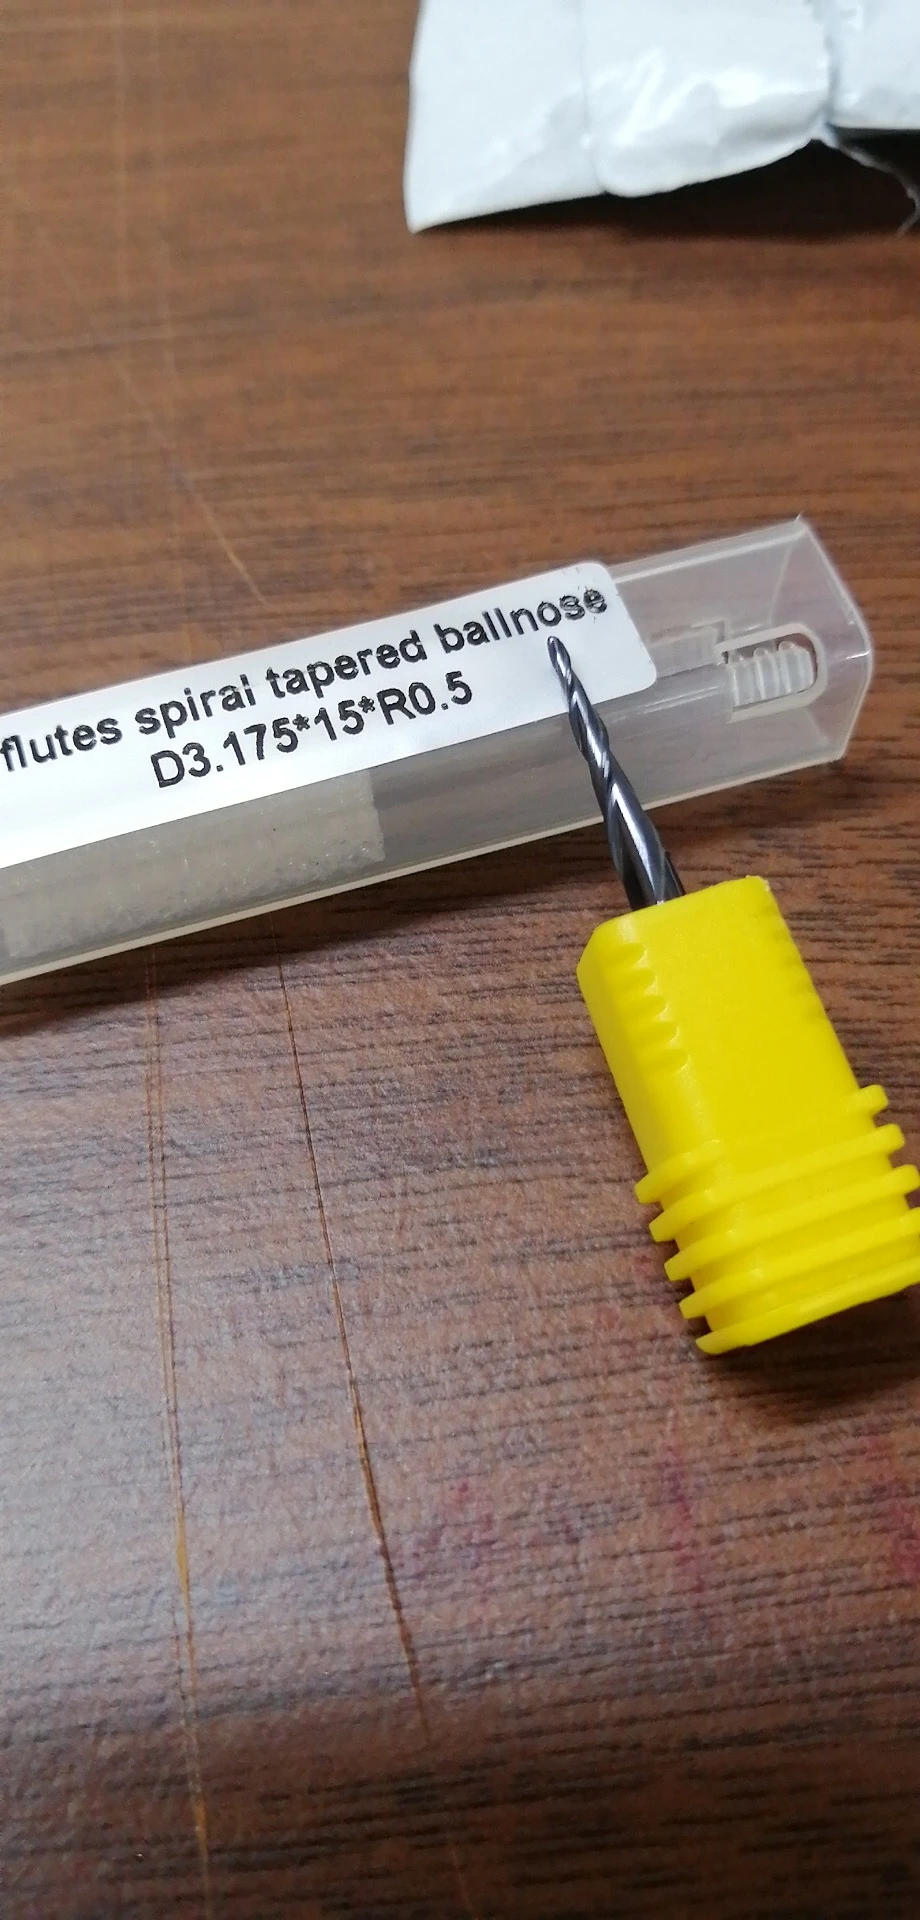 flutes spiral tapered ballnose
D3.175*15*R0.5